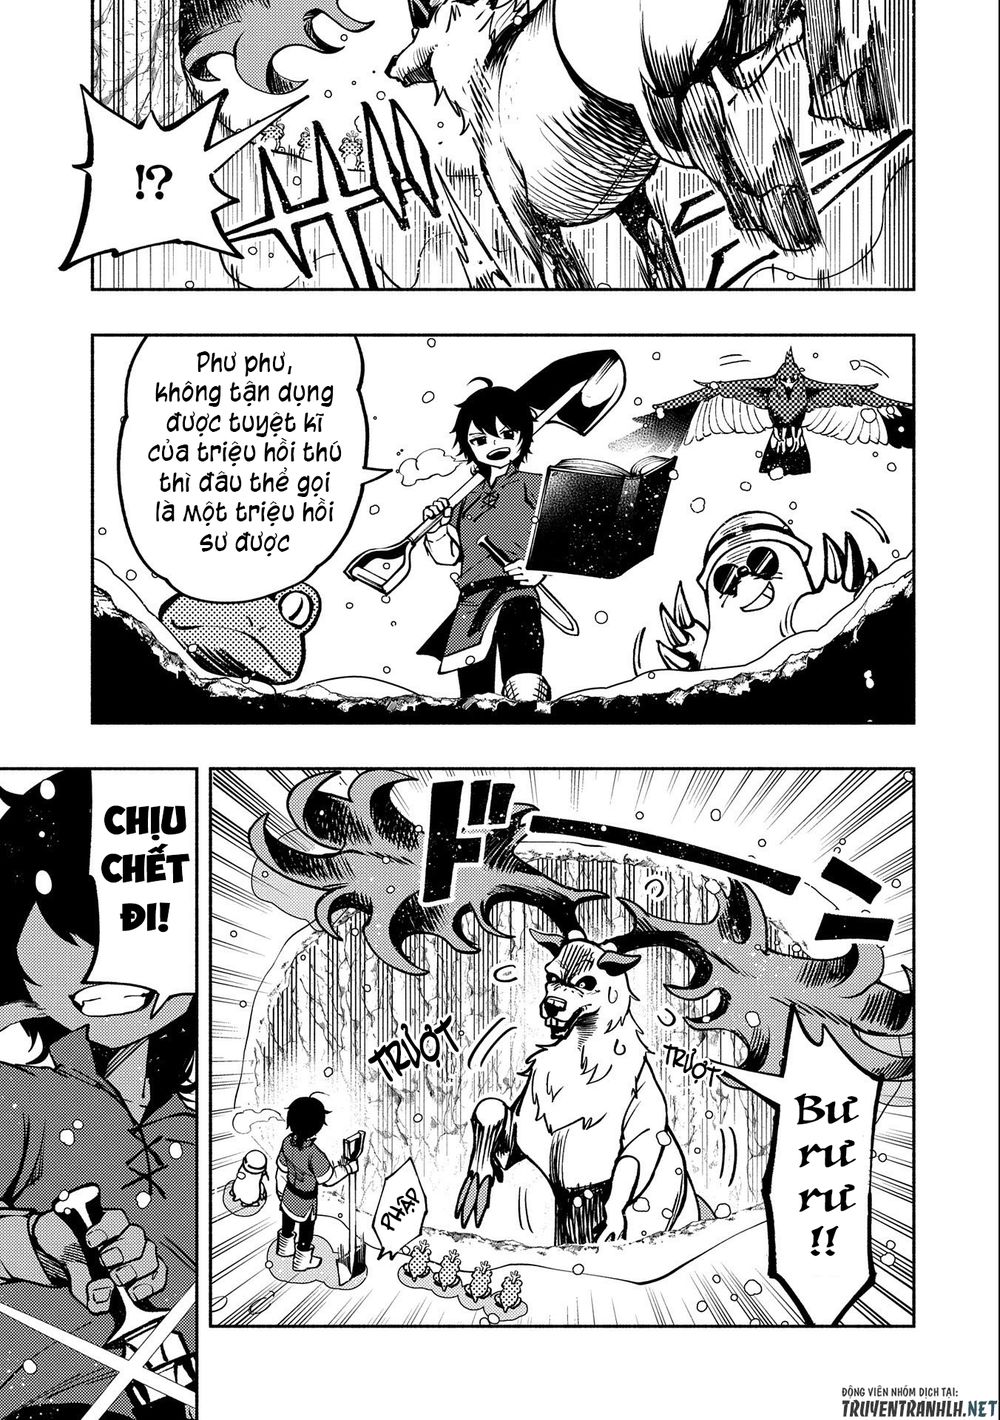 !?
Phư phư,
không tận dụng
được tuyệt kĩ
của triệu hồi thú
thì đâu thể gọi
là một triệu hồi
sư được
ド
TRƯỢT
TRƯỢT
Bư
rư
rư
!!
PHẬP
CHỊU
CHẾT
ĐI!
ĐỘNG VIÊN NHÓM DỊCH TẠI:
TRUYENTRANHLH.NET